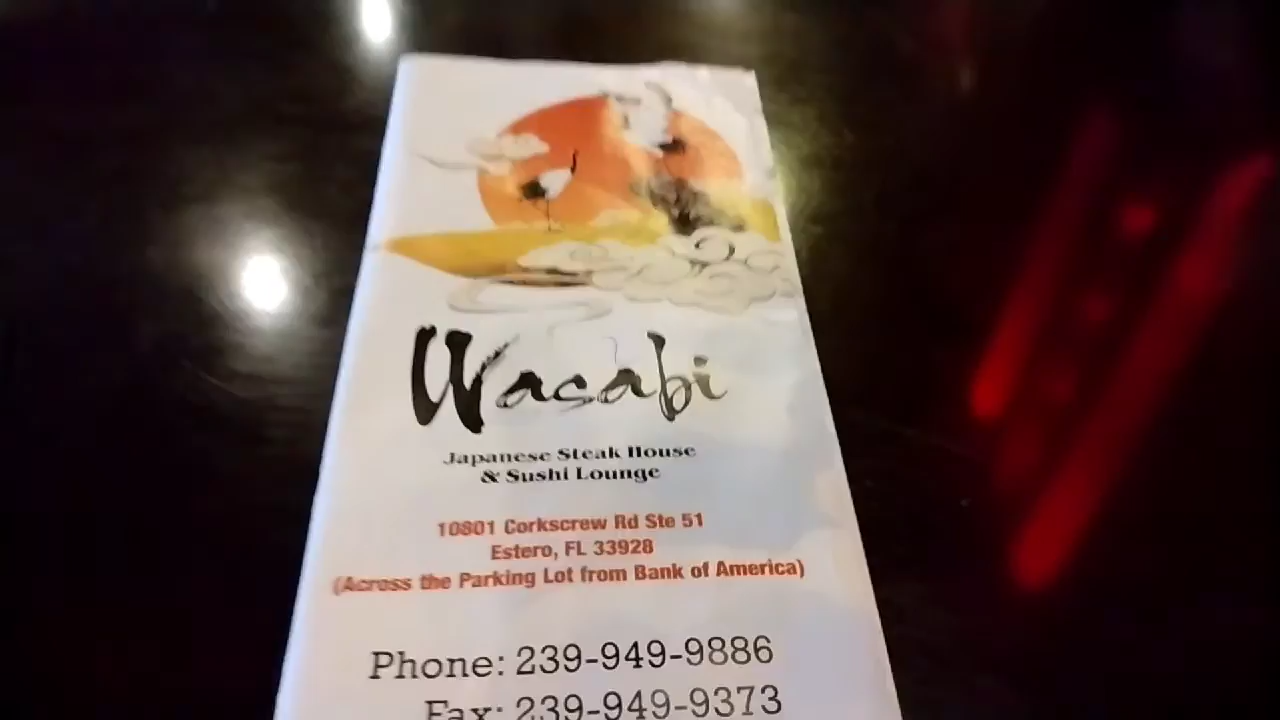 Wasabi
Japanese Steak House
& Sushi Lounge
10801 Corkscrew Rd Ste 51
Estero, FL 33928
(Across the Parking Lot from Bank of America)
Phone: 239-949-9886
Fax: 239-949-9373